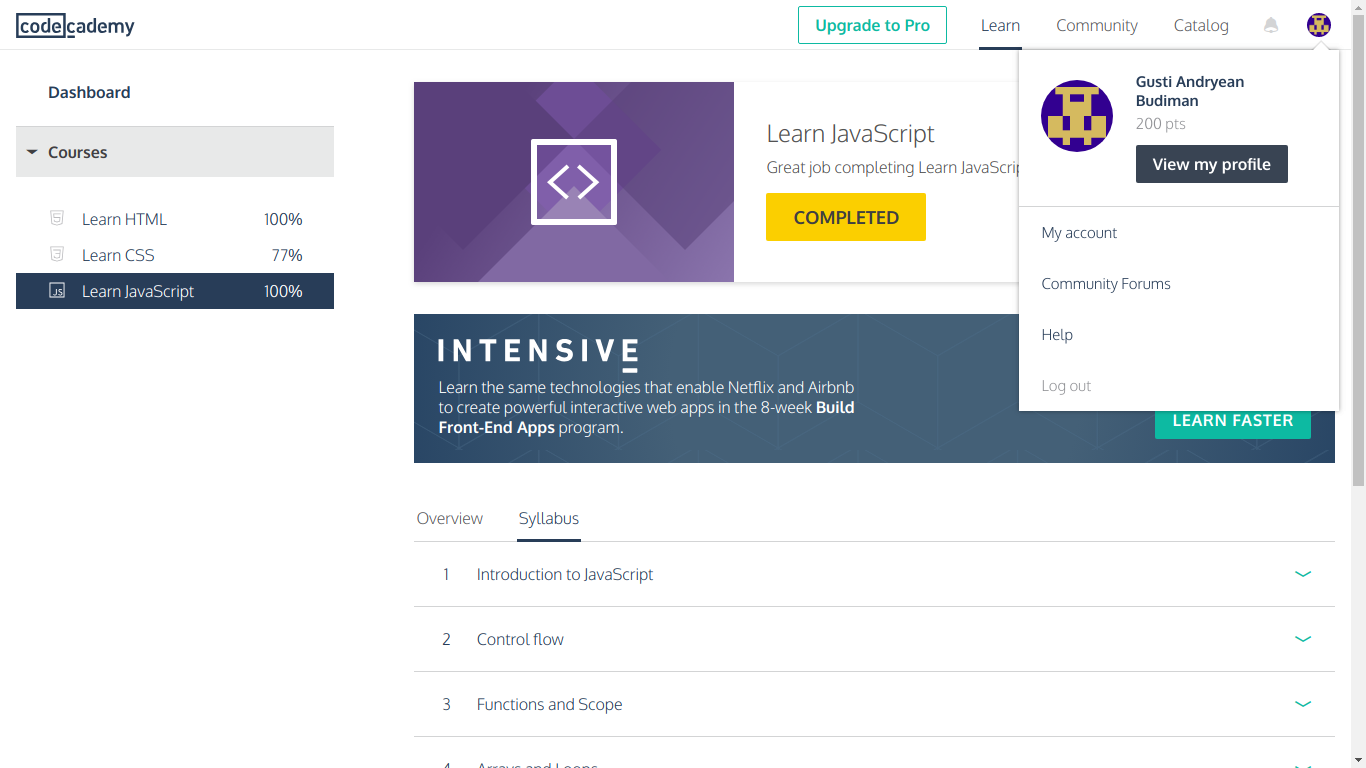 codecademy
Upgrade to Pro
Learn
Community
Catalog
Dashboard
Courses
Learn HTML 100%
Learn CSS 77%
JS Learn JavaScript 100%
Learn JavaScript
Great job completing Learn JavaScrip
COMPLETED
Gusti Andryean
Budiman
200 pts
View my profile
My account
Community Forums
Help
Log out
INTENSIVE
Learn the same technologies that enable Netflix and Airbnb
to create powerful interactive web apps in the 8-week Build
Front-End Apps program.
LEARN FASTER
Overview
Syllabus
1 Introduction to JavaScript
2 Control flow
3 Functions and Scope
4 Arrays and Loops